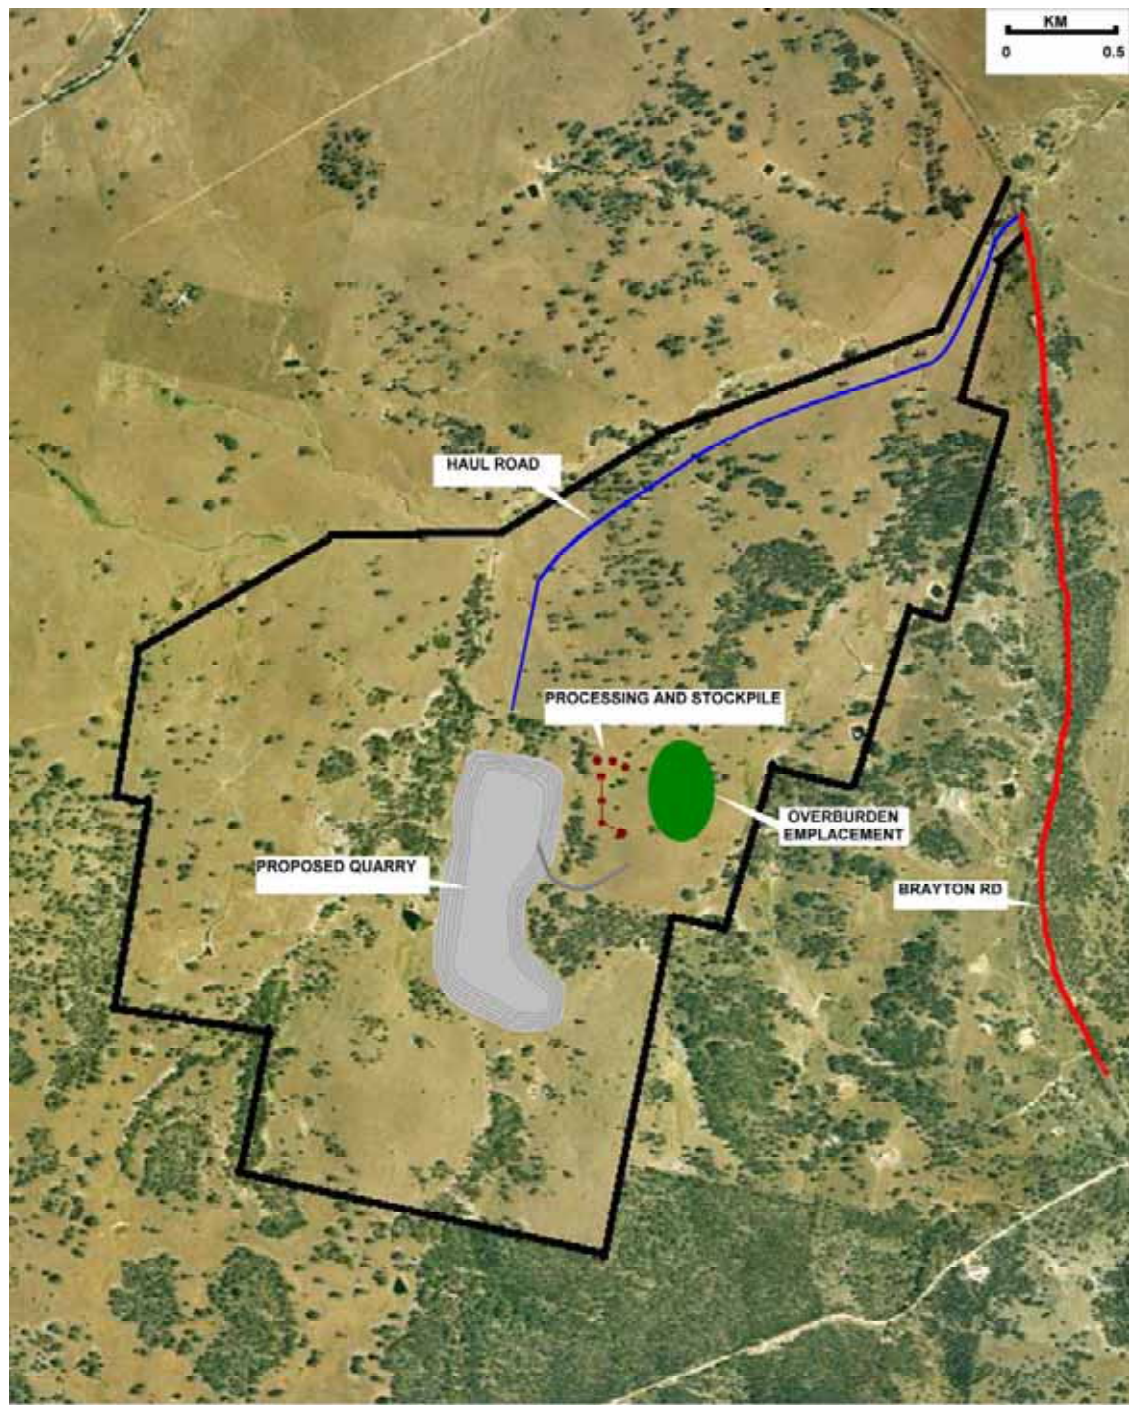 KM
0 0.5
HAUL ROAD
PROCESSING AND STOCKPILE
OVERBURDEN
EMPLACEMENT
PROPOSED QUARRY
BRAYTON RD